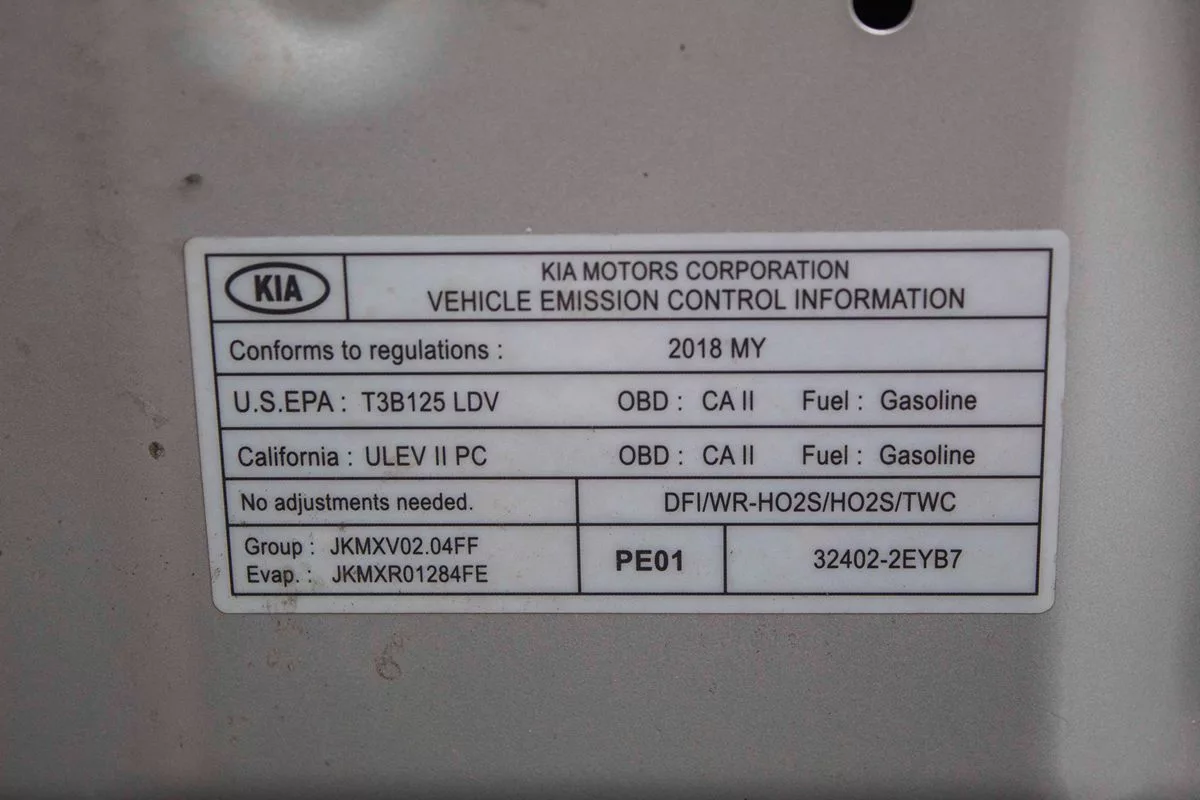 KIA
KIA MOTORS CORPORATION
VEHICLE EMISSION CONTROL INFORMATION
Conforms to regulations : 2018 MY
U.S.EPA : T3B125 LDV OBD : CA II Fuel : Gasoline
California : ULEV II PC OBD : CA II Fuel : Gasoline
No adjustments needed. DFI/WR-HO2S/HO2S/TWC
Group : JKMXV02.04FF
Evap. : JKMXR01284FE
PE01
32402-2EYB7